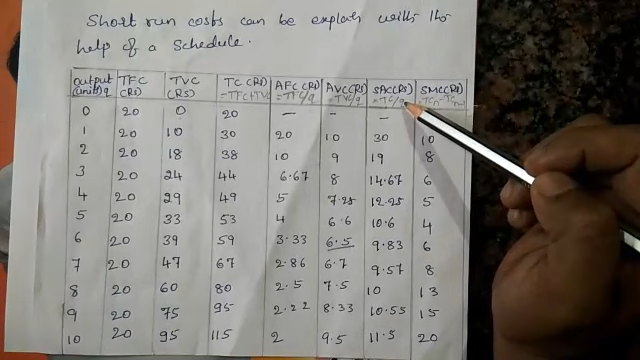 Short run costs can be explain with the
help of a Schedule.
Output (units) q TFC (RS) TVC (RS) TC (RS) =TFC+TVC AFC (RS) =TFC/q AVC (RS) =TVC/q SAC (RS) =TC/q SMC (RS) =TCn-TCn-1
0 20 0 20 — — —
1 20 10 30 20 10 30 10
2 20 18 38 10 9 19 8
3 20 24 44 6.67 8 14.67 6
4 20 29 49 5 7.25 12.25 5
5 20 33 53 4 6.6 10.6 4
6 20 39 59 3.33 6.5 9.83 6
7 20 47 67 2.86 6.7 9.57 8
8 20 60 80 2.5 7.5 10 13
9 20 75 95 2.22 8.33 10.55 15
10 20 95 115 2 9.5 11.5 20